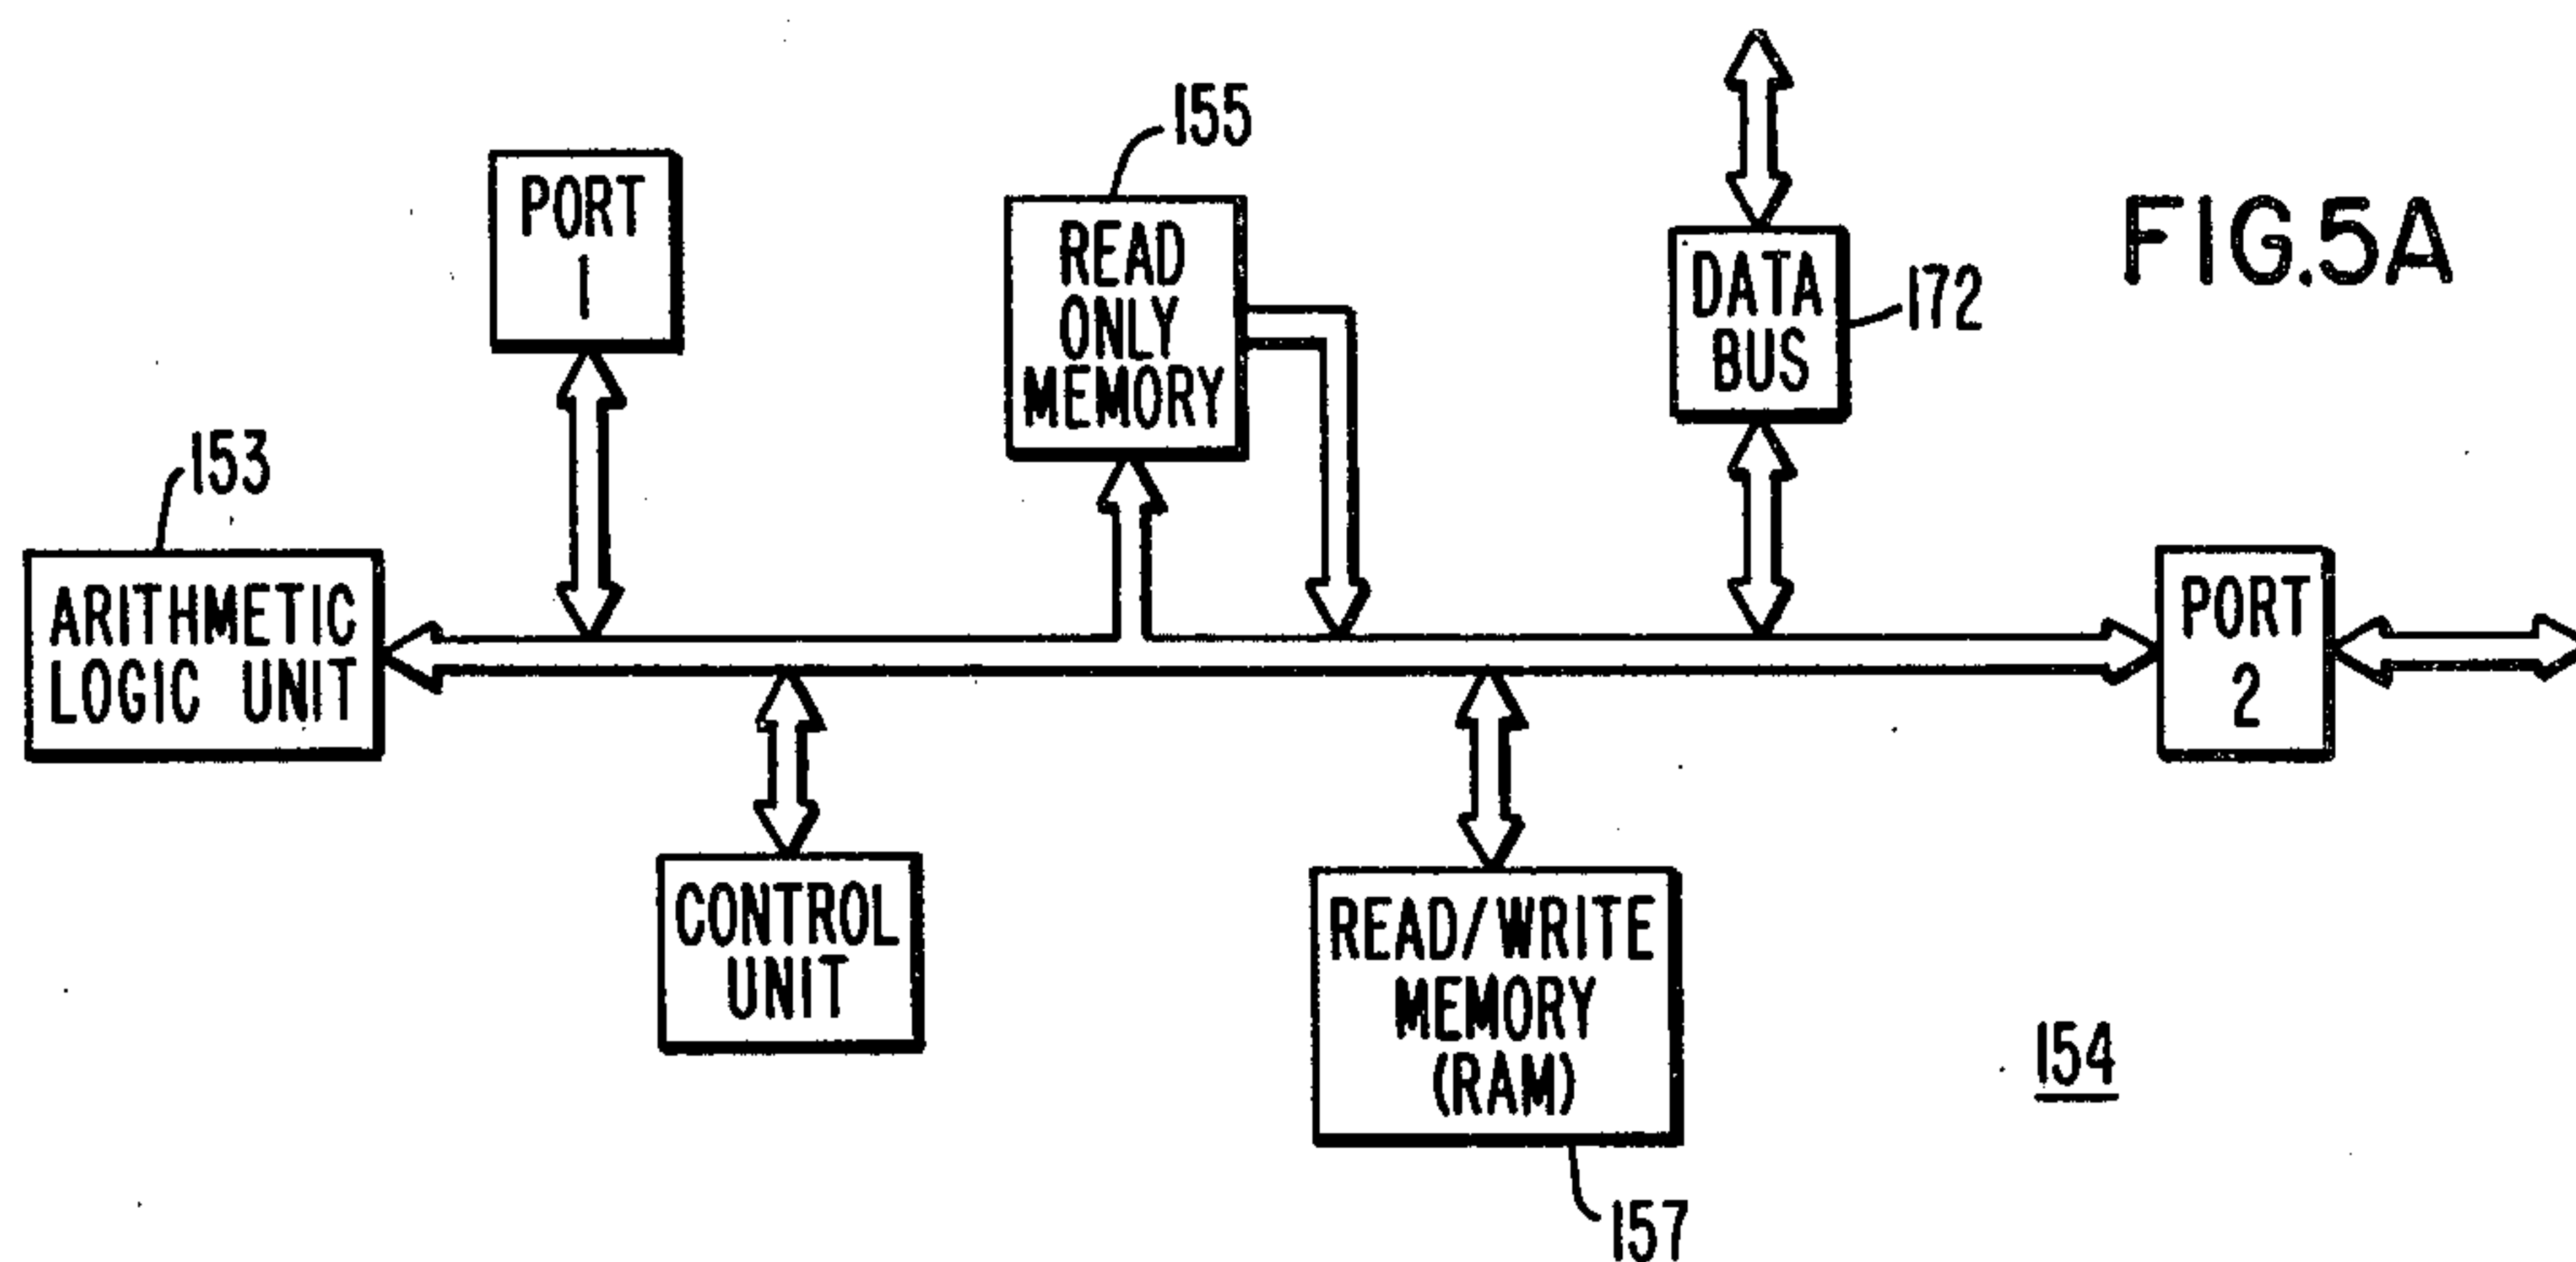 155
PORT
1
READ
ONLY
MEMORY
DATA
BUS
172
FIG.5A
153
ARITHMETIC
LOGIC UNIT
PORT
2
CONTROL
UNIT
READ/WRITE
MEMORY
(RAM)
154
157